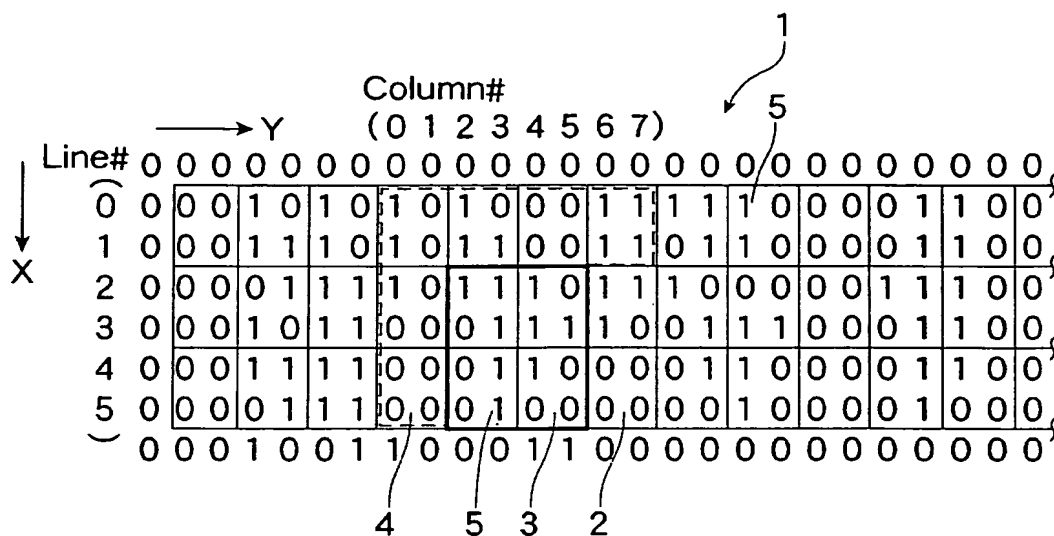 1
Column#
5
Y
(0 1 2 3 4 5 6 7)
Line# 0 0 0 0 0 0 0 0 0 0 0 0 0 0 0 0 0 0 0 0 0 0 0 0 0 0
(
0 0 0 0 1 0 1 0 1 0 1 0 0 0 1 1 1 1 1 0 0 0 0 1 1 0 0
1 0 0 0 1 1 1 0 1 0 1 1 0 0 1 1 0 1 1 0 0 0 0 1 1 0 0
X
2 0 0 0 0 1 1 1 1 0 1 1 1 0 1 1 1 0 0 0 0 0 1 1 1 0 0
3 0 0 0 1 0 1 1 0 0 0 1 1 1 1 0 0 1 1 1 0 0 0 1 1 0 0
4 0 0 0 1 1 1 1 0 0 0 1 1 0 0 0 0 1 1 0 0 0 0 1 0 0 0
5 0 0 0 0 1 1 1 0 0 0 1 0 0 0 0 0 0 1 0 0 0 0 1 0 0 0
)
0 0 0 1 0 0 1 1 0 0 0 1 1 0 0 0 0 0 0 0 0 0 0 0 0 0
4 5 3 2